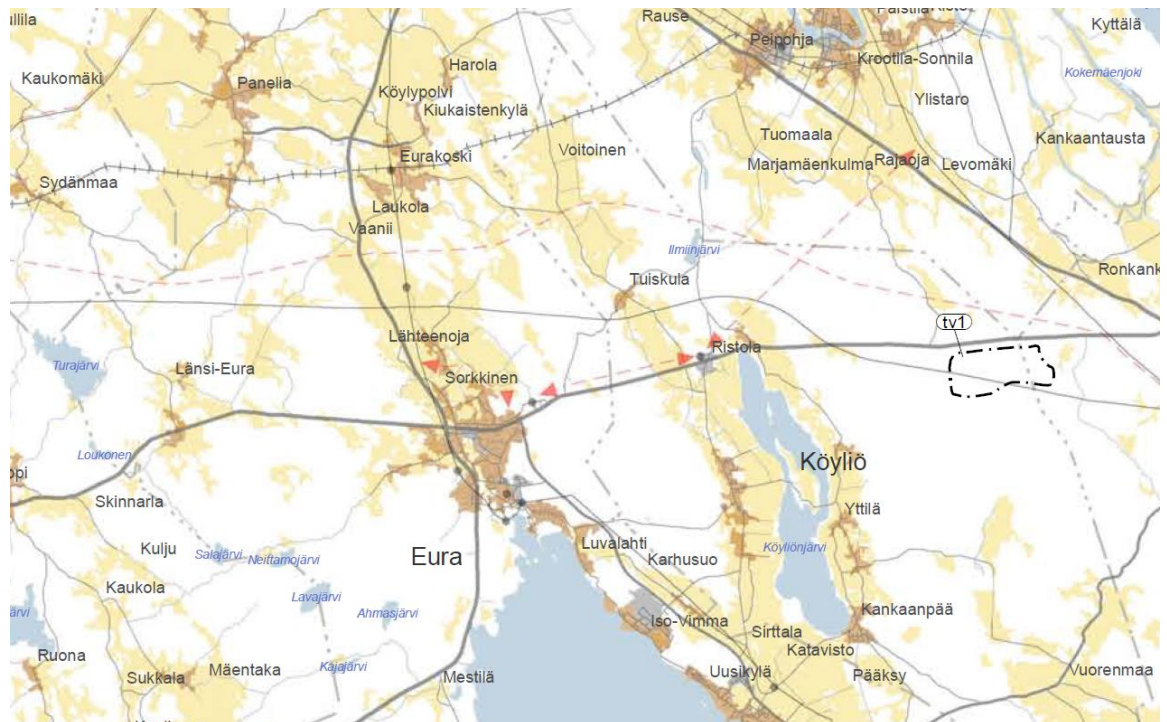 Rause
Kyttälä
Peipohja
Krootila-Sonnila
Harola
Kaukomäki
Panelia
Köylypolvi
Kokemäenjoki
Kiukaistenkylä
Ylistaro
Tuomaala
Kankaantausta
Eurakoski
Voitoinen
Marjamäenkulma
Rajaoja
Levomäki
Sydänmaa
Laukola
Vaanii
Ilmiinjärvi
Ronkank
Tuiskula
tv1
Lähteenoja
Ristola
Turajärvi
Länsi-Eura
Sorkkinen
Loukonen
Köyliö
Skinnarla
Yttilä
Kulju
Salajärvi
Neittamojärvi
Eura
Luvalahti
Köyliönjärvi
Karhusuo
Kaukola
Lavajärvi
Ahmasjärvi
Kankaanpää
Iso-Vimma
Sirttala
Katavisto
Ruona
Sukkala
Mäentaka
Kajajärvi
Mestilä
Uusikylä
Pääksy
Vuorenmaa